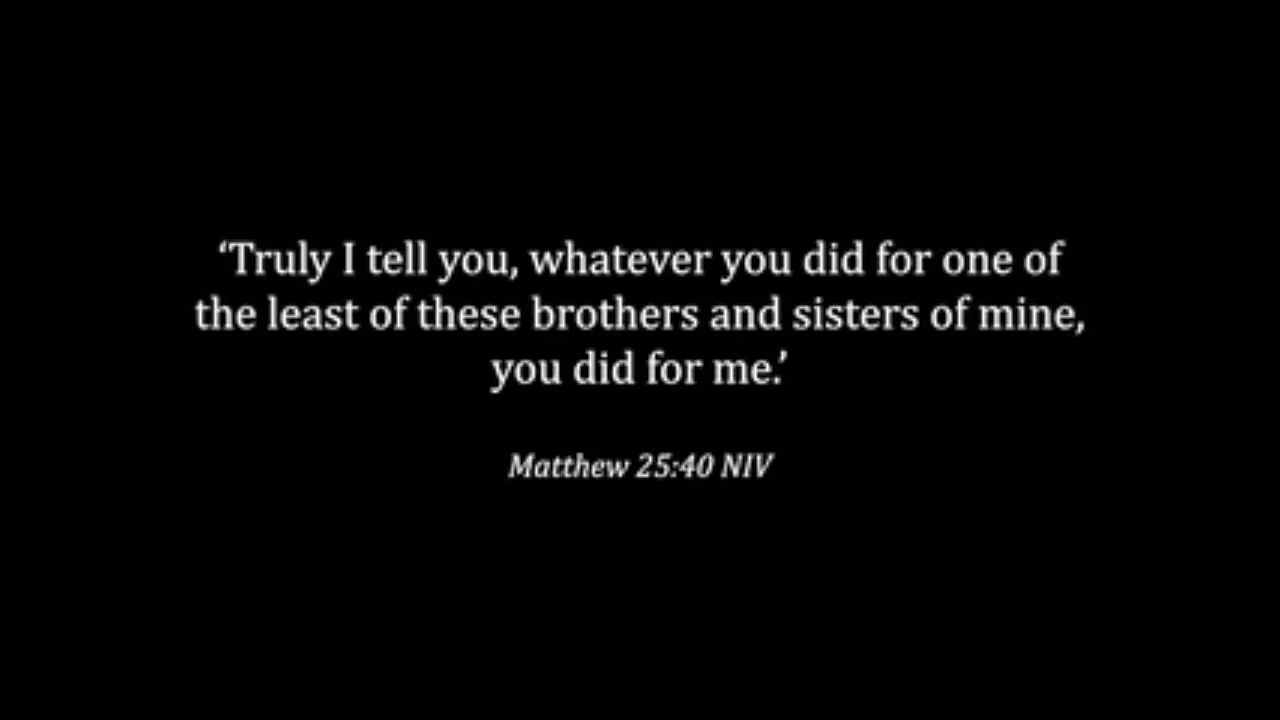 ‘Truly I tell you, whatever you did for one of
the least of these brothers and sisters of mine,
you did for me.’
Matthew 25:40 NIV